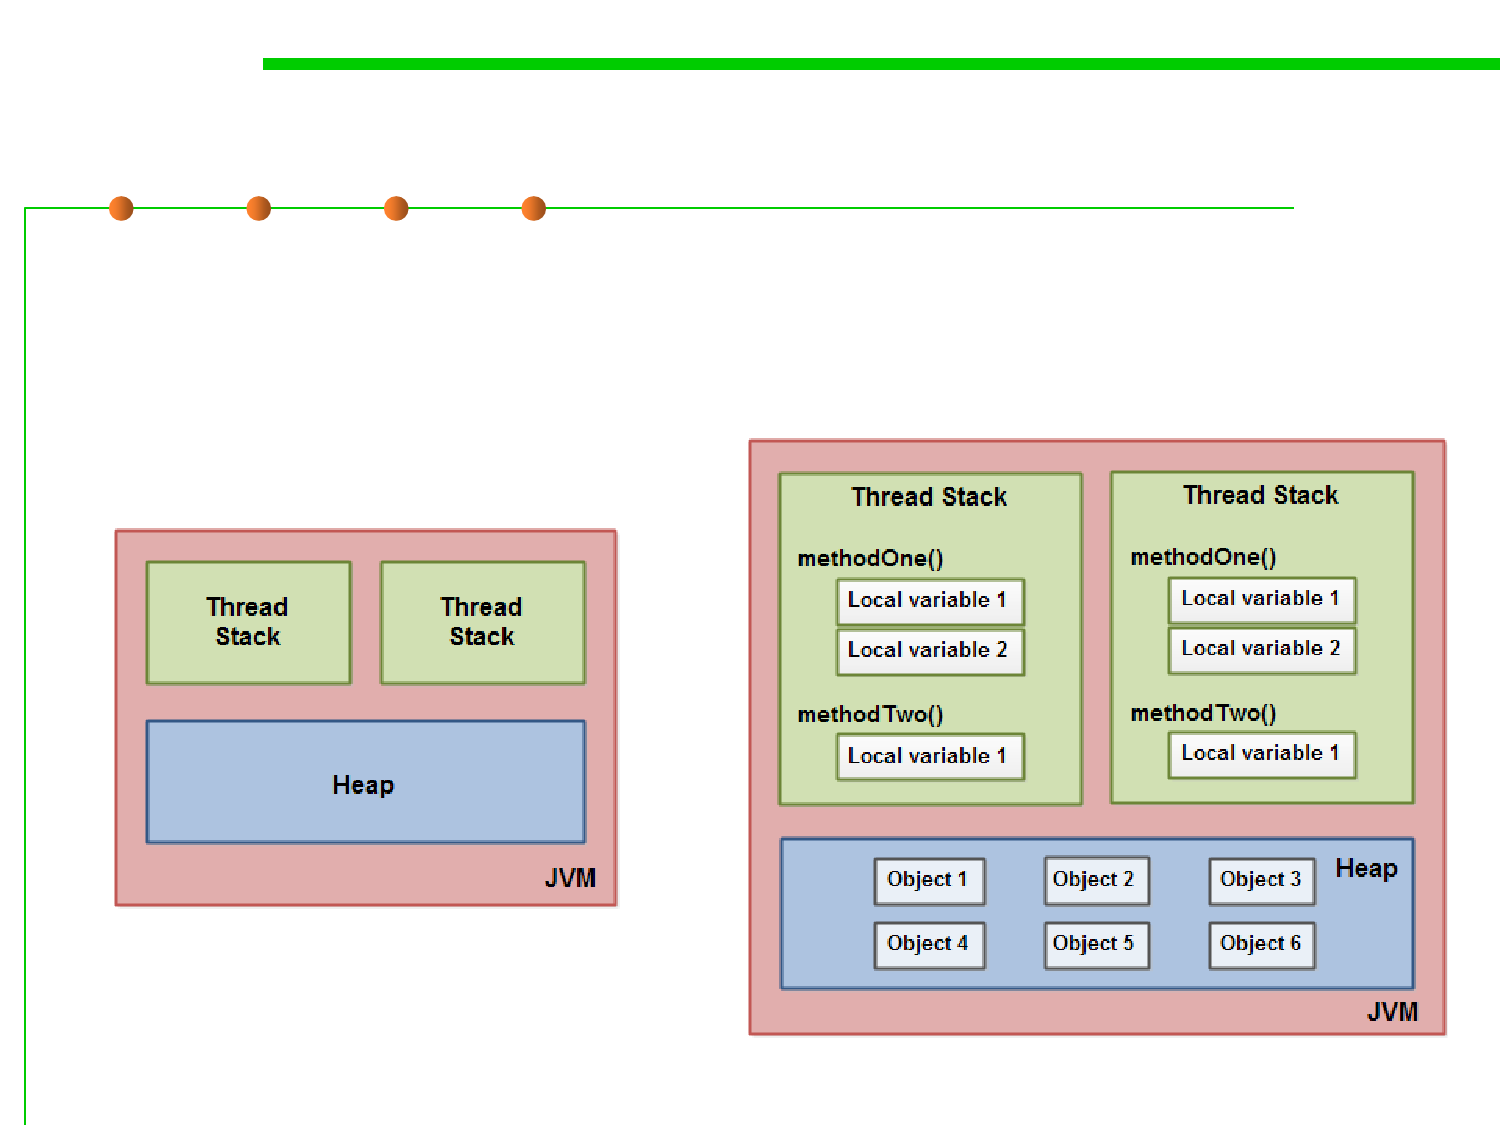 Thread
Stack
Thread
Stack
Heap
JVM
Thread Stack
methodOne()
Local variable 1
Local variable 2
methodTwo()
Local variable 1
Thread Stack
methodOne()
Local variable 1
Local variable 2
methodTwo()
Local variable 1
Heap
Object 1
Object 2
Object 3
Object 4
Object 5
Object 6
JVM